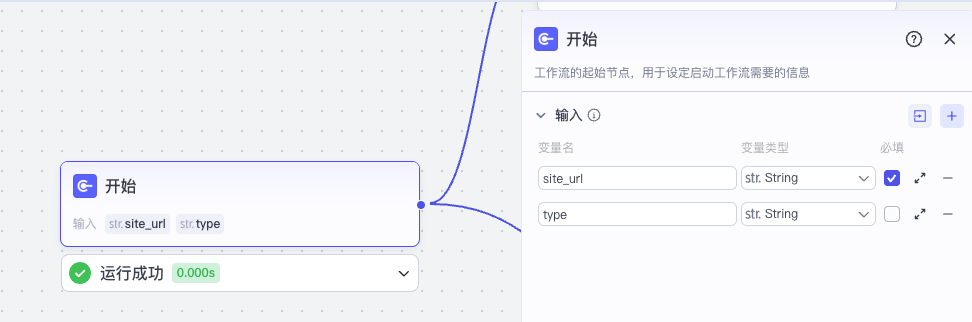 开始
输入 str. site_url str. type
运行成功 0.000s
开始
工作流的起始节点，用于设定启动工作流需要的信息
输入
变量名 变量类型 必填
site_url str. String
type str. String